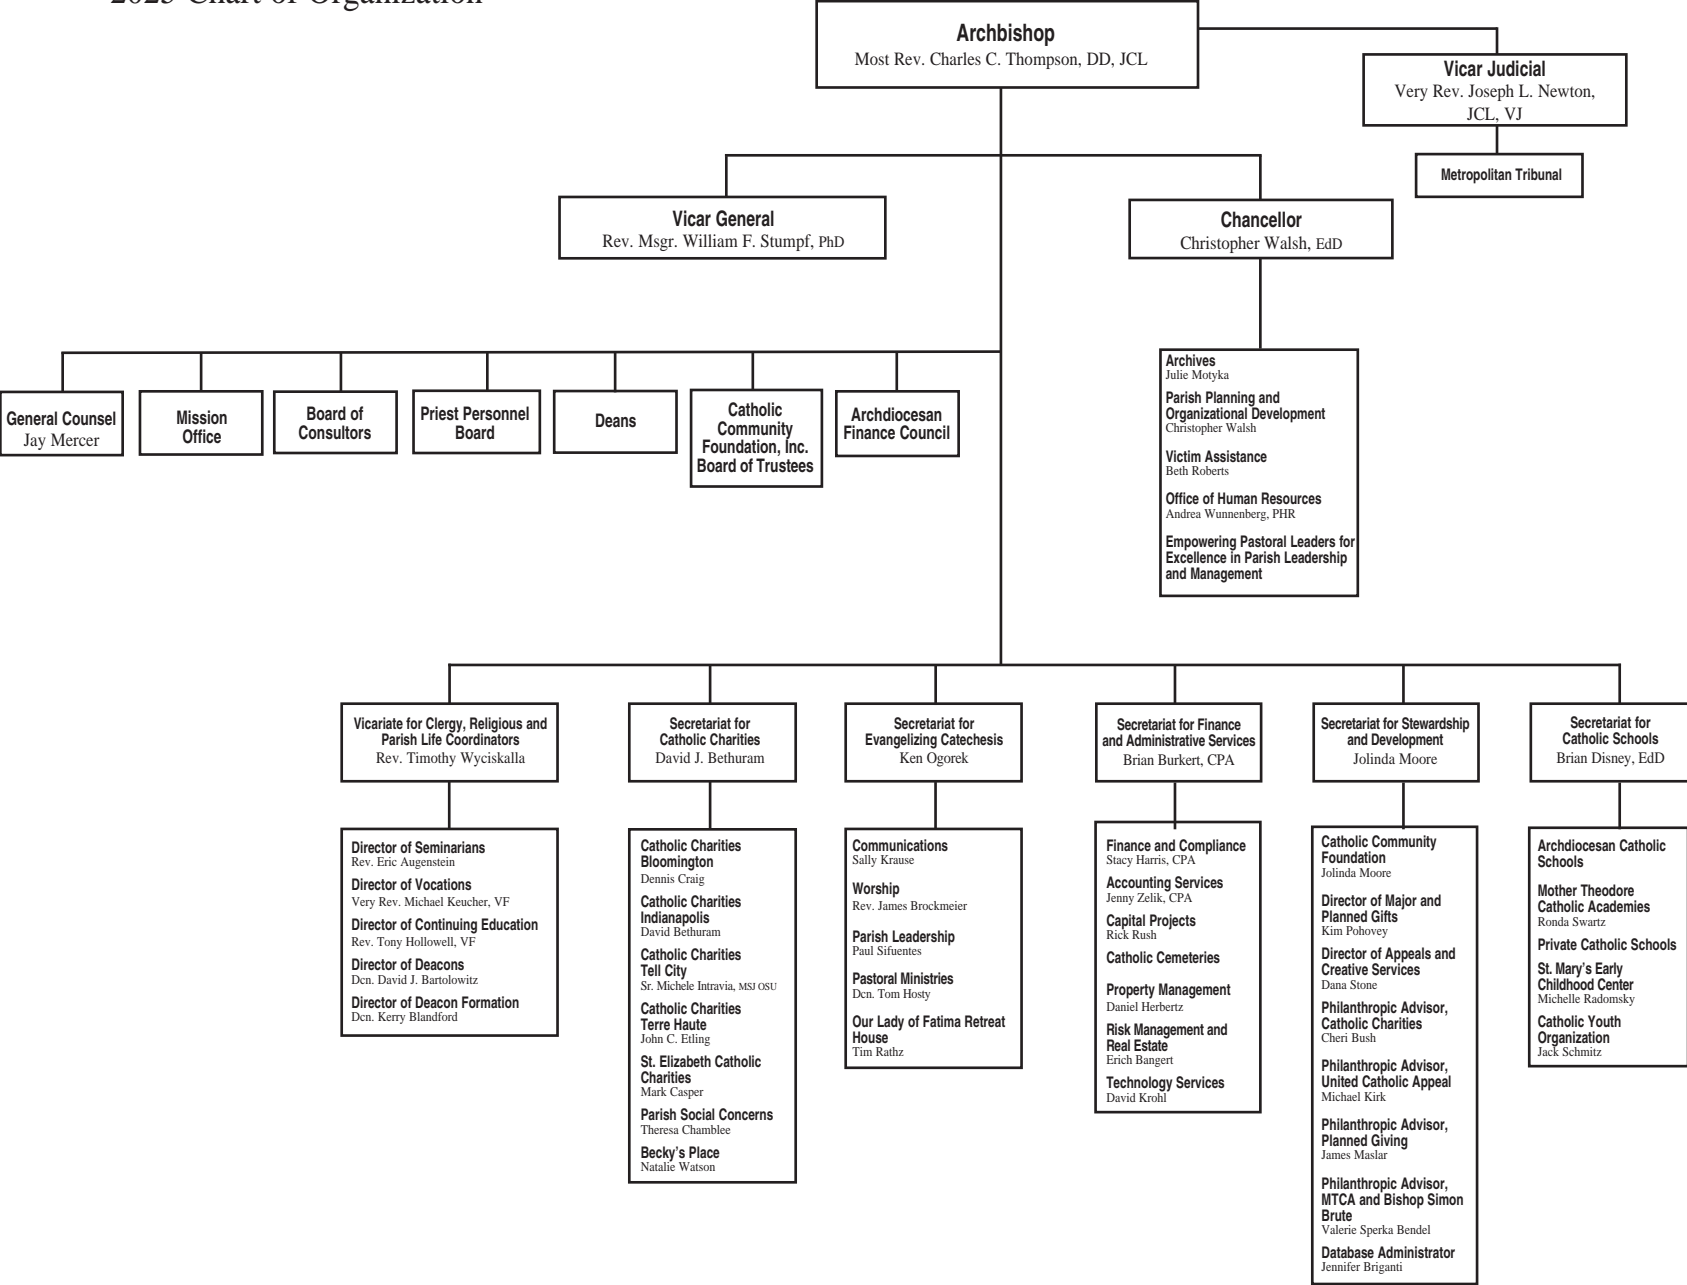 2023 Chart of Organization
Archbishop
Most Rev. Charles C. Thompson, DD, JCL
Vicar Judicial
Very Rev. Joseph L. Newton,
JCL, VJ
Metropolitan Tribunal
Vicar General
Rev. Msgr. William F. Stumpf, PhD
Chancellor
Christopher Walsh, EdD
Archives
Julie Motyka
Parish Planning and
Organizational Development
Christopher Walsh
Victim Assistance
Beth Roberts
Office of Human Resources
Andrea Wunnenberg, PHR
Empowering Pastoral Leaders for
Excellence in Parish Leadership
and Management
General Counsel
Jay Mercer
Mission
Office
Board of
Consultors
Priest Personnel
Board
Deans
Catholic
Community
Foundation, Inc.
Board of Trustees
Archdiocesan
Finance Council
Vicariate for Clergy, Religious and
Parish Life Coordinators
Rev. Timothy Wyciskalla
Director of Seminarians
Rev. Eric Augenstein
Director of Vocations
Very Rev. Michael Keucher, VF
Director of Continuing Education
Rev. Tony Hollowell, VF
Director of Deacons
Dcn. David J. Bartolowitz
Director of Deacon Formation
Dcn. Kerry Blandford
Secretariat for
Catholic Charities
David J. Bethuram
Catholic Charities
Bloomington
Dennis Craig
Catholic Charities
Indianapolis
David Bethuram
Catholic Charities
Tell City
Sr. Michele Intravia, MSJ OSU
Catholic Charities
Terre Haute
John C. Etling
St. Elizabeth Catholic
Charities
Mark Casper
Parish Social Concerns
Theresa Chamblee
Becky’s Place
Natalie Watson
Secretariat for
Evangelizing Catechesis
Ken Ogorek
Communications
Sally Krause
Worship
Rev. James Brockmeier
Parish Leadership
Paul Sifuentes
Pastoral Ministries
Dcn. Tom Hosty
Our Lady of Fatima Retreat
House
Tim Rathz
Secretariat for Finance
and Administrative Services
Brian Burkert, CPA
Finance and Compliance
Stacy Harris, CPA
Accounting Services
Jenny Zelik, CPA
Capital Projects
Rick Rush
Catholic Cemeteries
Property Management
Daniel Herbertz
Risk Management and
Real Estate
Erich Bangert
Technology Services
David Krohl
Secretariat for Stewardship
and Development
Jolinda Moore
Catholic Community
Foundation
Jolinda Moore
Director of Major and
Planned Gifts
Kim Pohovey
Director of Appeals and
Creative Services
Dana Stone
Philanthropic Advisor,
Catholic Charities
Cheri Bush
Philanthropic Advisor,
United Catholic Appeal
Michael Kirk
Philanthropic Advisor,
Planned Giving
James Maslar
Philanthropic Advisor,
MTCA and Bishop Simon
Brute
Valerie Sperka Bendel
Database Administrator
Jennifer Briganti
Secretariat for
Catholic Schools
Brian Disney, EdD
Archdiocesan Catholic
Schools
Mother Theodore
Catholic Academies
Ronda Swartz
Private Catholic Schools
St. Mary’s Early
Childhood Center
Michelle Radomsky
Catholic Youth
Organization
Jack Schmitz